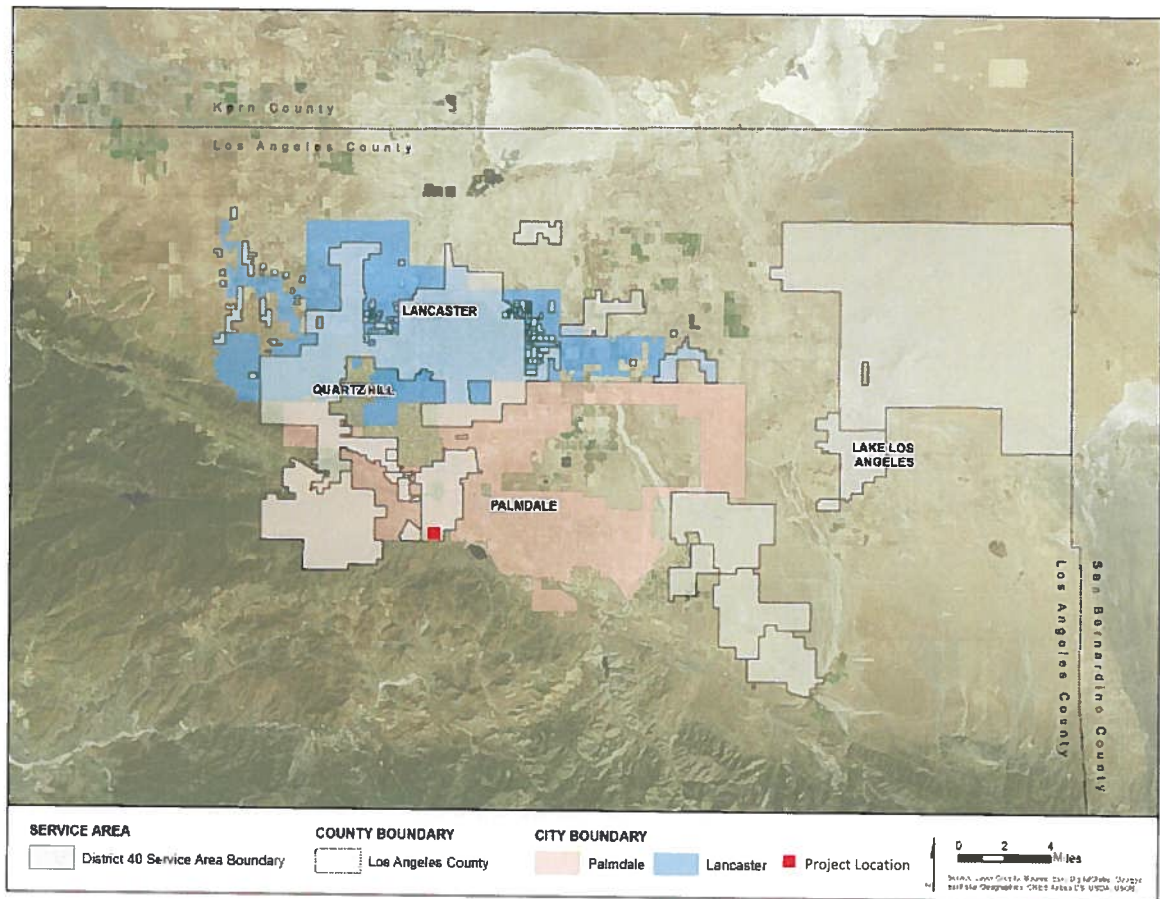 Kern County
Los Angeles County
LANCASTER
QUARTZ HILL
LAKE LOS
ANGELES
PALMDALE
Los Angeles County
San Bernardino County
SERVICE AREA
District 40 Service Area Boundary
COUNTY BOUNDARY
Los Angeles County
CITY BOUNDARY
Palmdale
Lancaster
Project Location
0 2 4
Miles